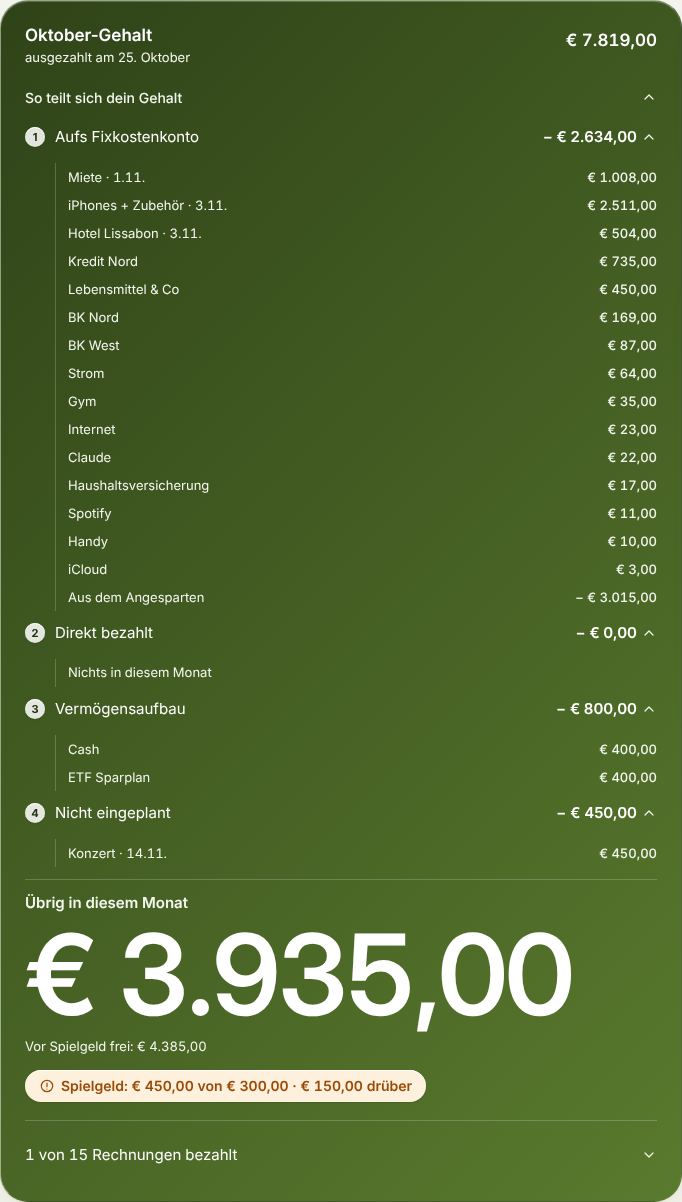 Oktober-Gehalt
€ 7.819,00
ausgezahlt am 25. Oktober
So teilt sich dein Gehalt
1 Aufs Fixkostenkonto – € 2.634,00
Miete · 1.11. € 1.008,00
iPhones + Zubehör · 3.11. € 2.511,00
Hotel Lissabon · 3.11. € 504,00
Kredit Nord € 735,00
Lebensmittel & Co € 450,00
BK Nord € 169,00
BK West € 87,00
Strom € 64,00
Gym € 35,00
Internet € 23,00
Claude € 22,00
Haushaltsversicherung € 17,00
Spotify € 11,00
Handy € 10,00
iCloud € 3,00
Aus dem Angesparten – € 3.015,00
2 Direkt bezahlt – € 0,00
Nichts in diesem Monat
3 Vermögensaufbau – € 800,00
Cash € 400,00
ETF Sparplan € 400,00
4 Nicht eingeplant – € 450,00
Konzert · 14.11. € 450,00
Übrig in diesem Monat
€ 3.935,00
Vor Spielgeld frei: € 4.385,00
Spielgeld: € 450,00 von € 300,00 · € 150,00 drüber
1 von 15 Rechnungen bezahlt